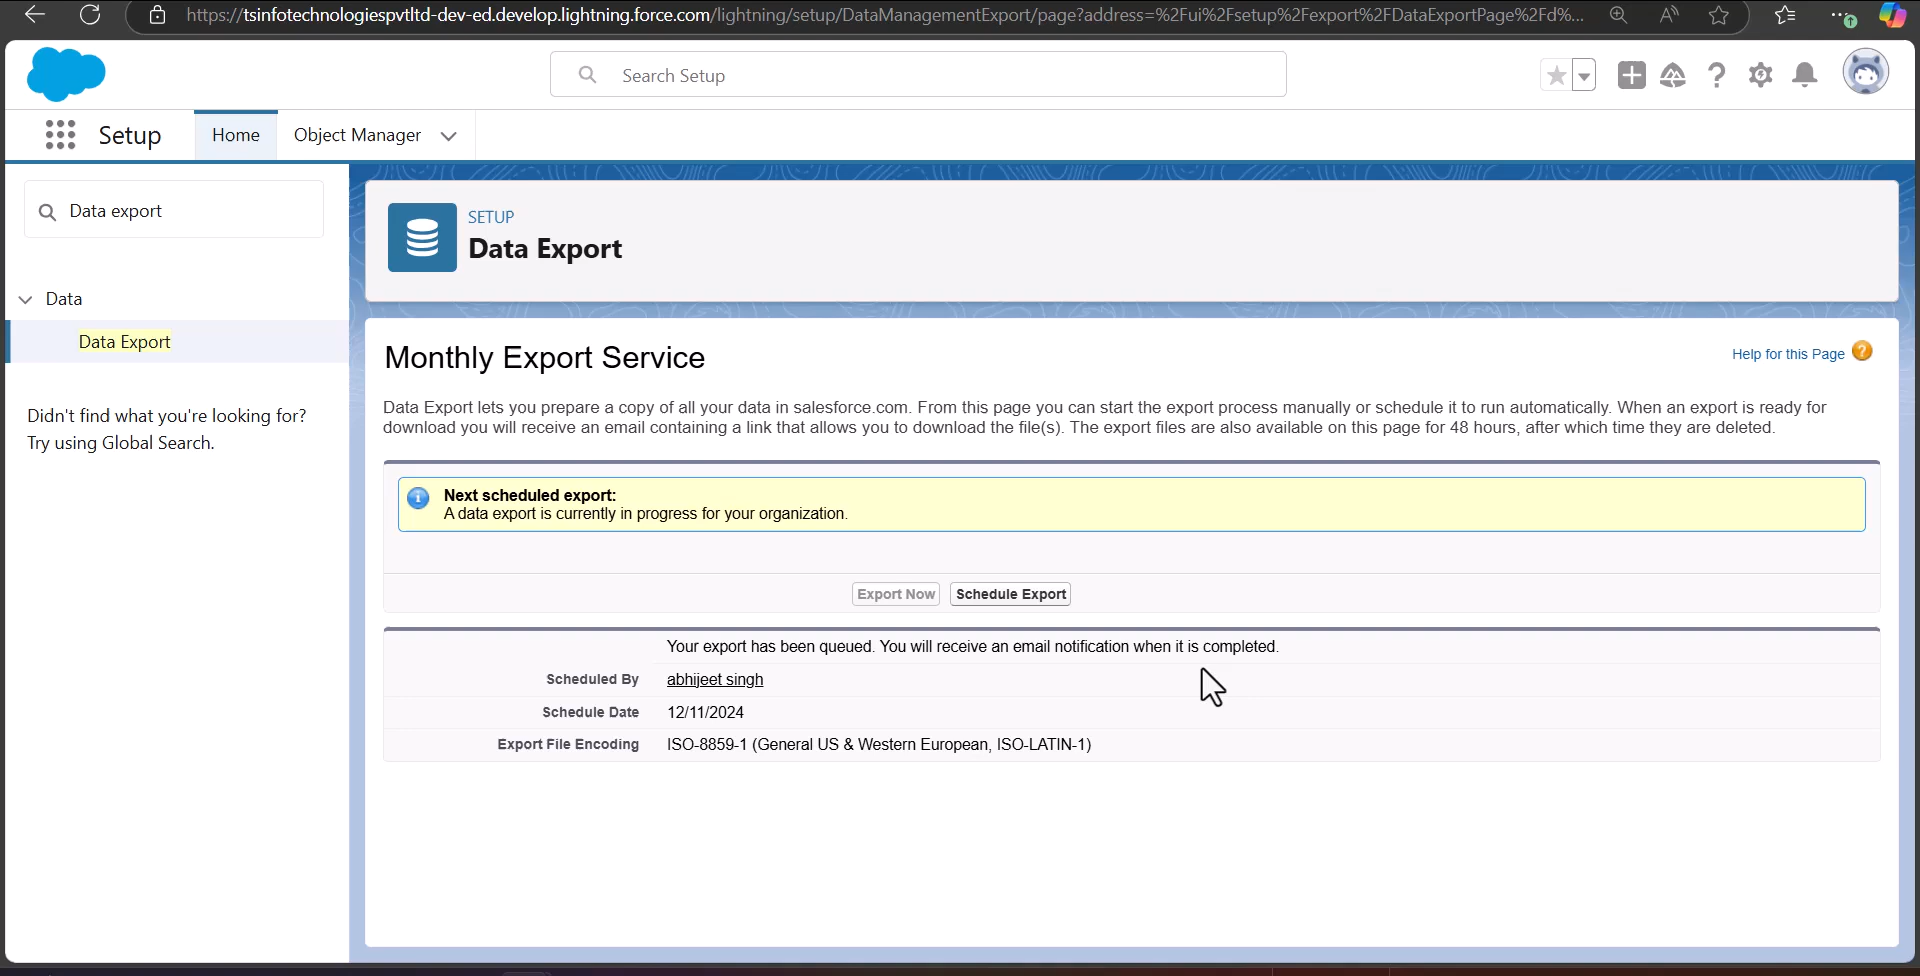 https://tsinfotechnologiespvtltd-dev-ed.develop.lightning.force.com/lightning/setup/DataManagementExport/page?address=%2Fui%2Fsetup%2Fexport%2FDataExportPage%2Fd%...
Search Setup
Setup
Home
Object Manager
Data export
SETUP
Data Export
Data
Data Export
Didn't find what you're looking for?
Try using Global Search.
Monthly Export Service
Help for this Page
Data Export lets you prepare a copy of all your data in salesforce.com. From this page you can start the export process manually or schedule it to run automatically. When an export is ready for
download you will receive an email containing a link that allows you to download the file(s). The export files are also available on this page for 48 hours, after which time they are deleted.
Next scheduled export:
A data export is currently in progress for your organization.
Export Now
Schedule Export
Your export has been queued. You will receive an email notification when it is completed.
Scheduled By abhijeet singh
Schedule Date 12/11/2024
Export File Encoding ISO-8859-1 (General US & Western European, ISO-LATIN-1)